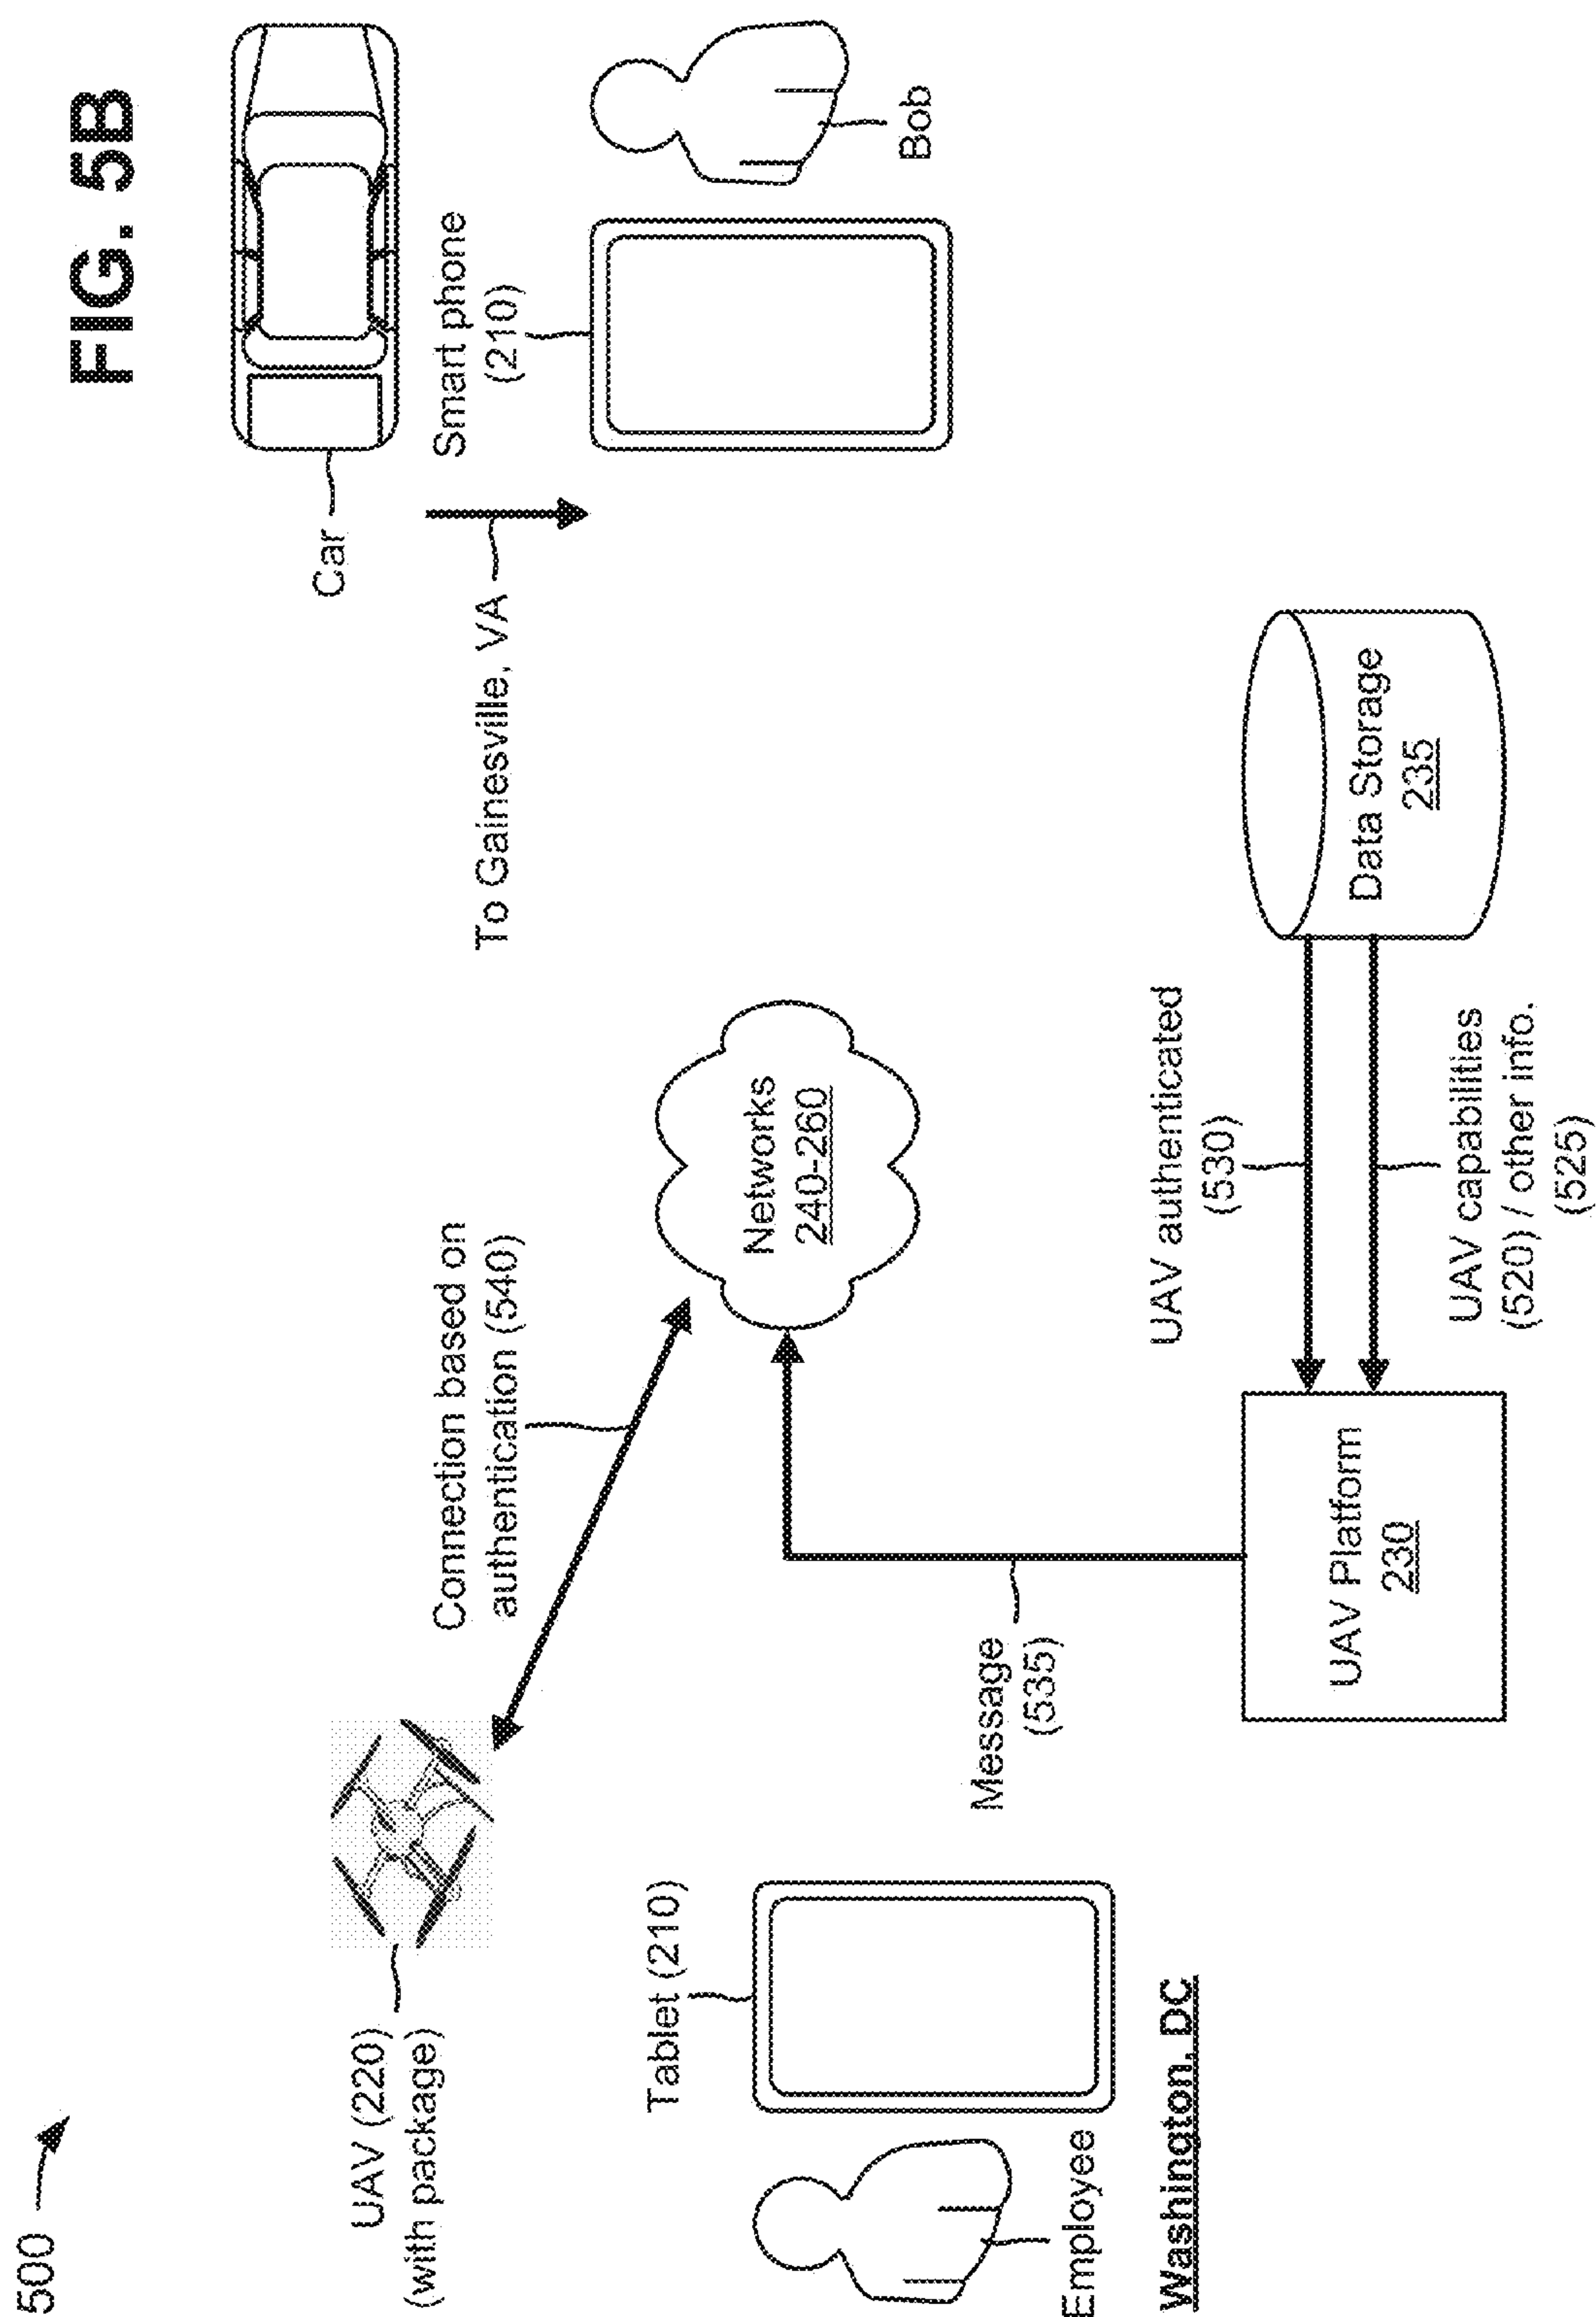 500
FIG. 5B
UAV (220)
(with package)
Connection based on
authentication (540)
Car
To Gainesville, VA
Smart phone
(210)
Tablet (210)
Networks
240-260
Bob
Employee
Message
(535)
Washington, DC
UAV authenticated
(530)
UAV Platform
230
UAV capabilities
(520) / other info.
(525)
Data Storage
235